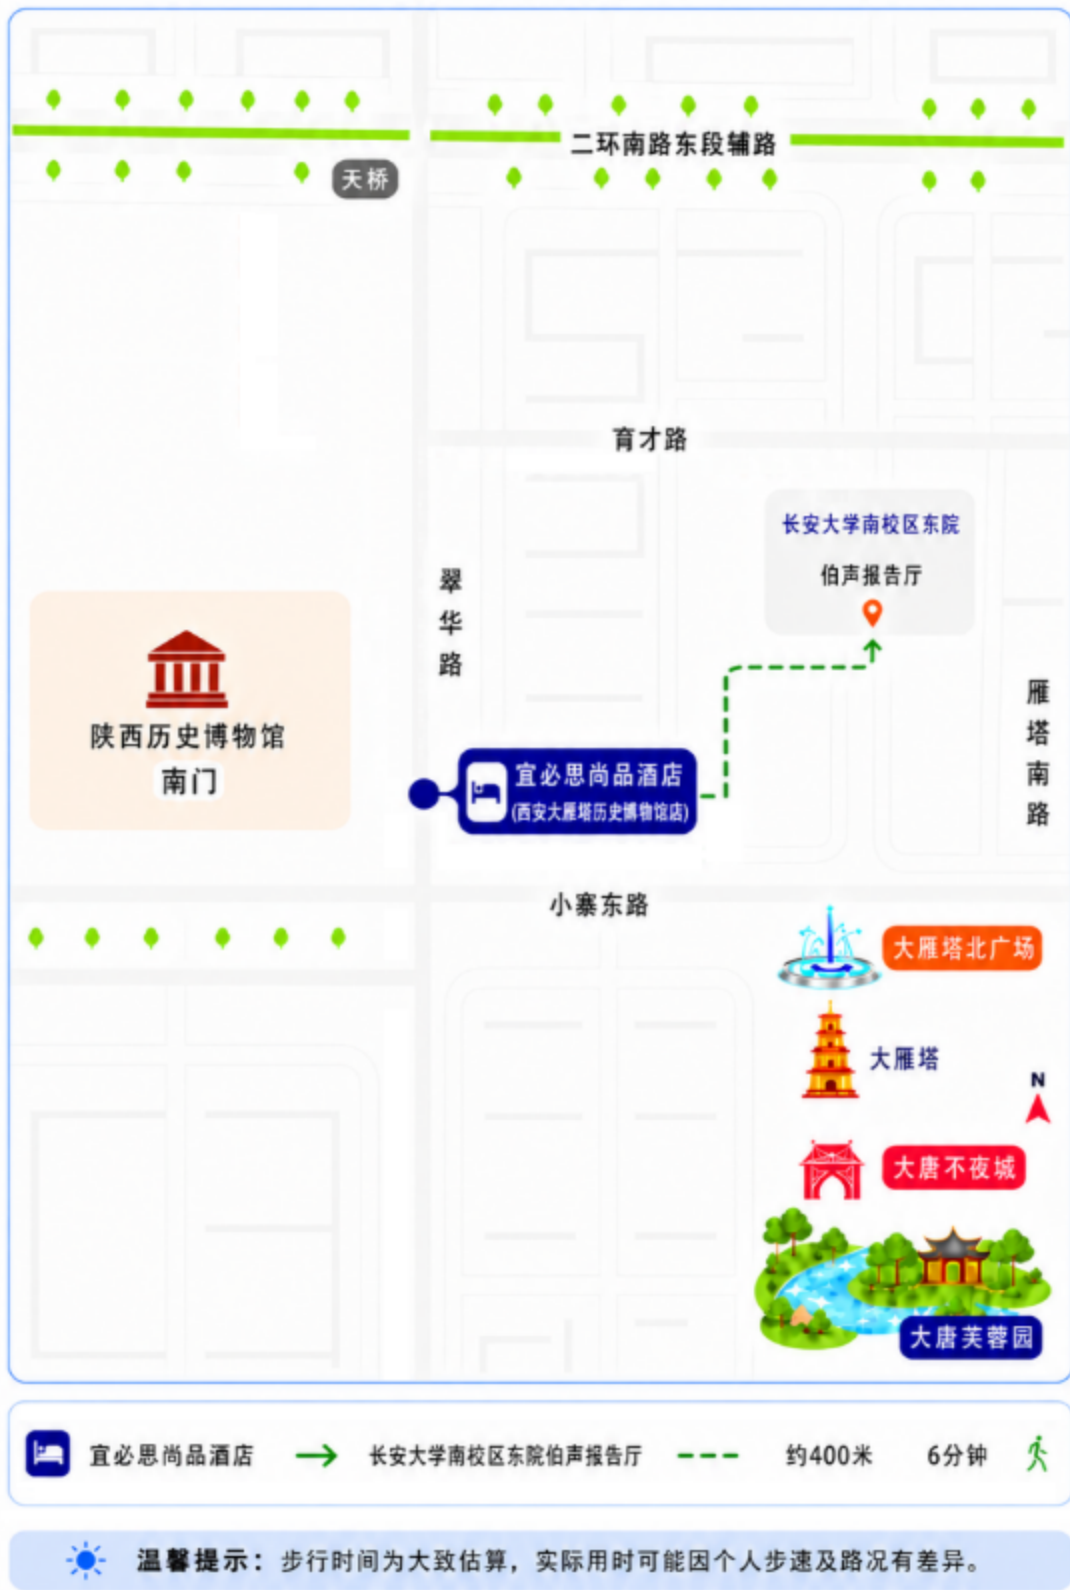 二环南路东段辅路
天桥
育才路
长安大学南校区东院
伯声报告厅
翠华路
陕西历史博物馆
南门
雁塔南路
宜必思尚品酒店
(西安大雁塔历史博物馆店)
小寨东路
大雁塔北广场
大雁塔
N
大唐不夜城
大唐芙蓉园
宜必思尚品酒店 长安大学南校区东院伯声报告厅 约400米 6分钟
温馨提示：步行时间为大致估算，实际用时可能因个人步速及路况有差异。